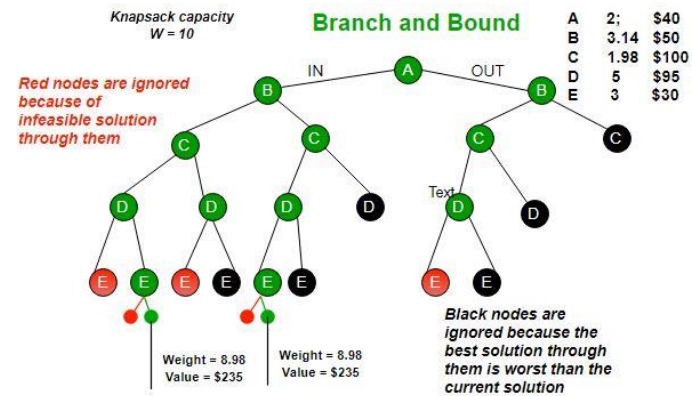 Knapsack capacity
W = 10
Branch and Bound
A 2; $40
B 3.14 $50
C 1.98 $100
D 5 $95
E 3 $30
Red nodes are ignored
because of
infeasible solution
through them
IN
A
OUT
B
B
C
C
C
C
Text
D
D
D
D
D
D
E
E
E
E
E
E
E
E
Weight = 8.98
Value = $235
Weight = 8.98
Value = $235
Black nodes are
ignored because the
best solution through
them is worst than the
current solution